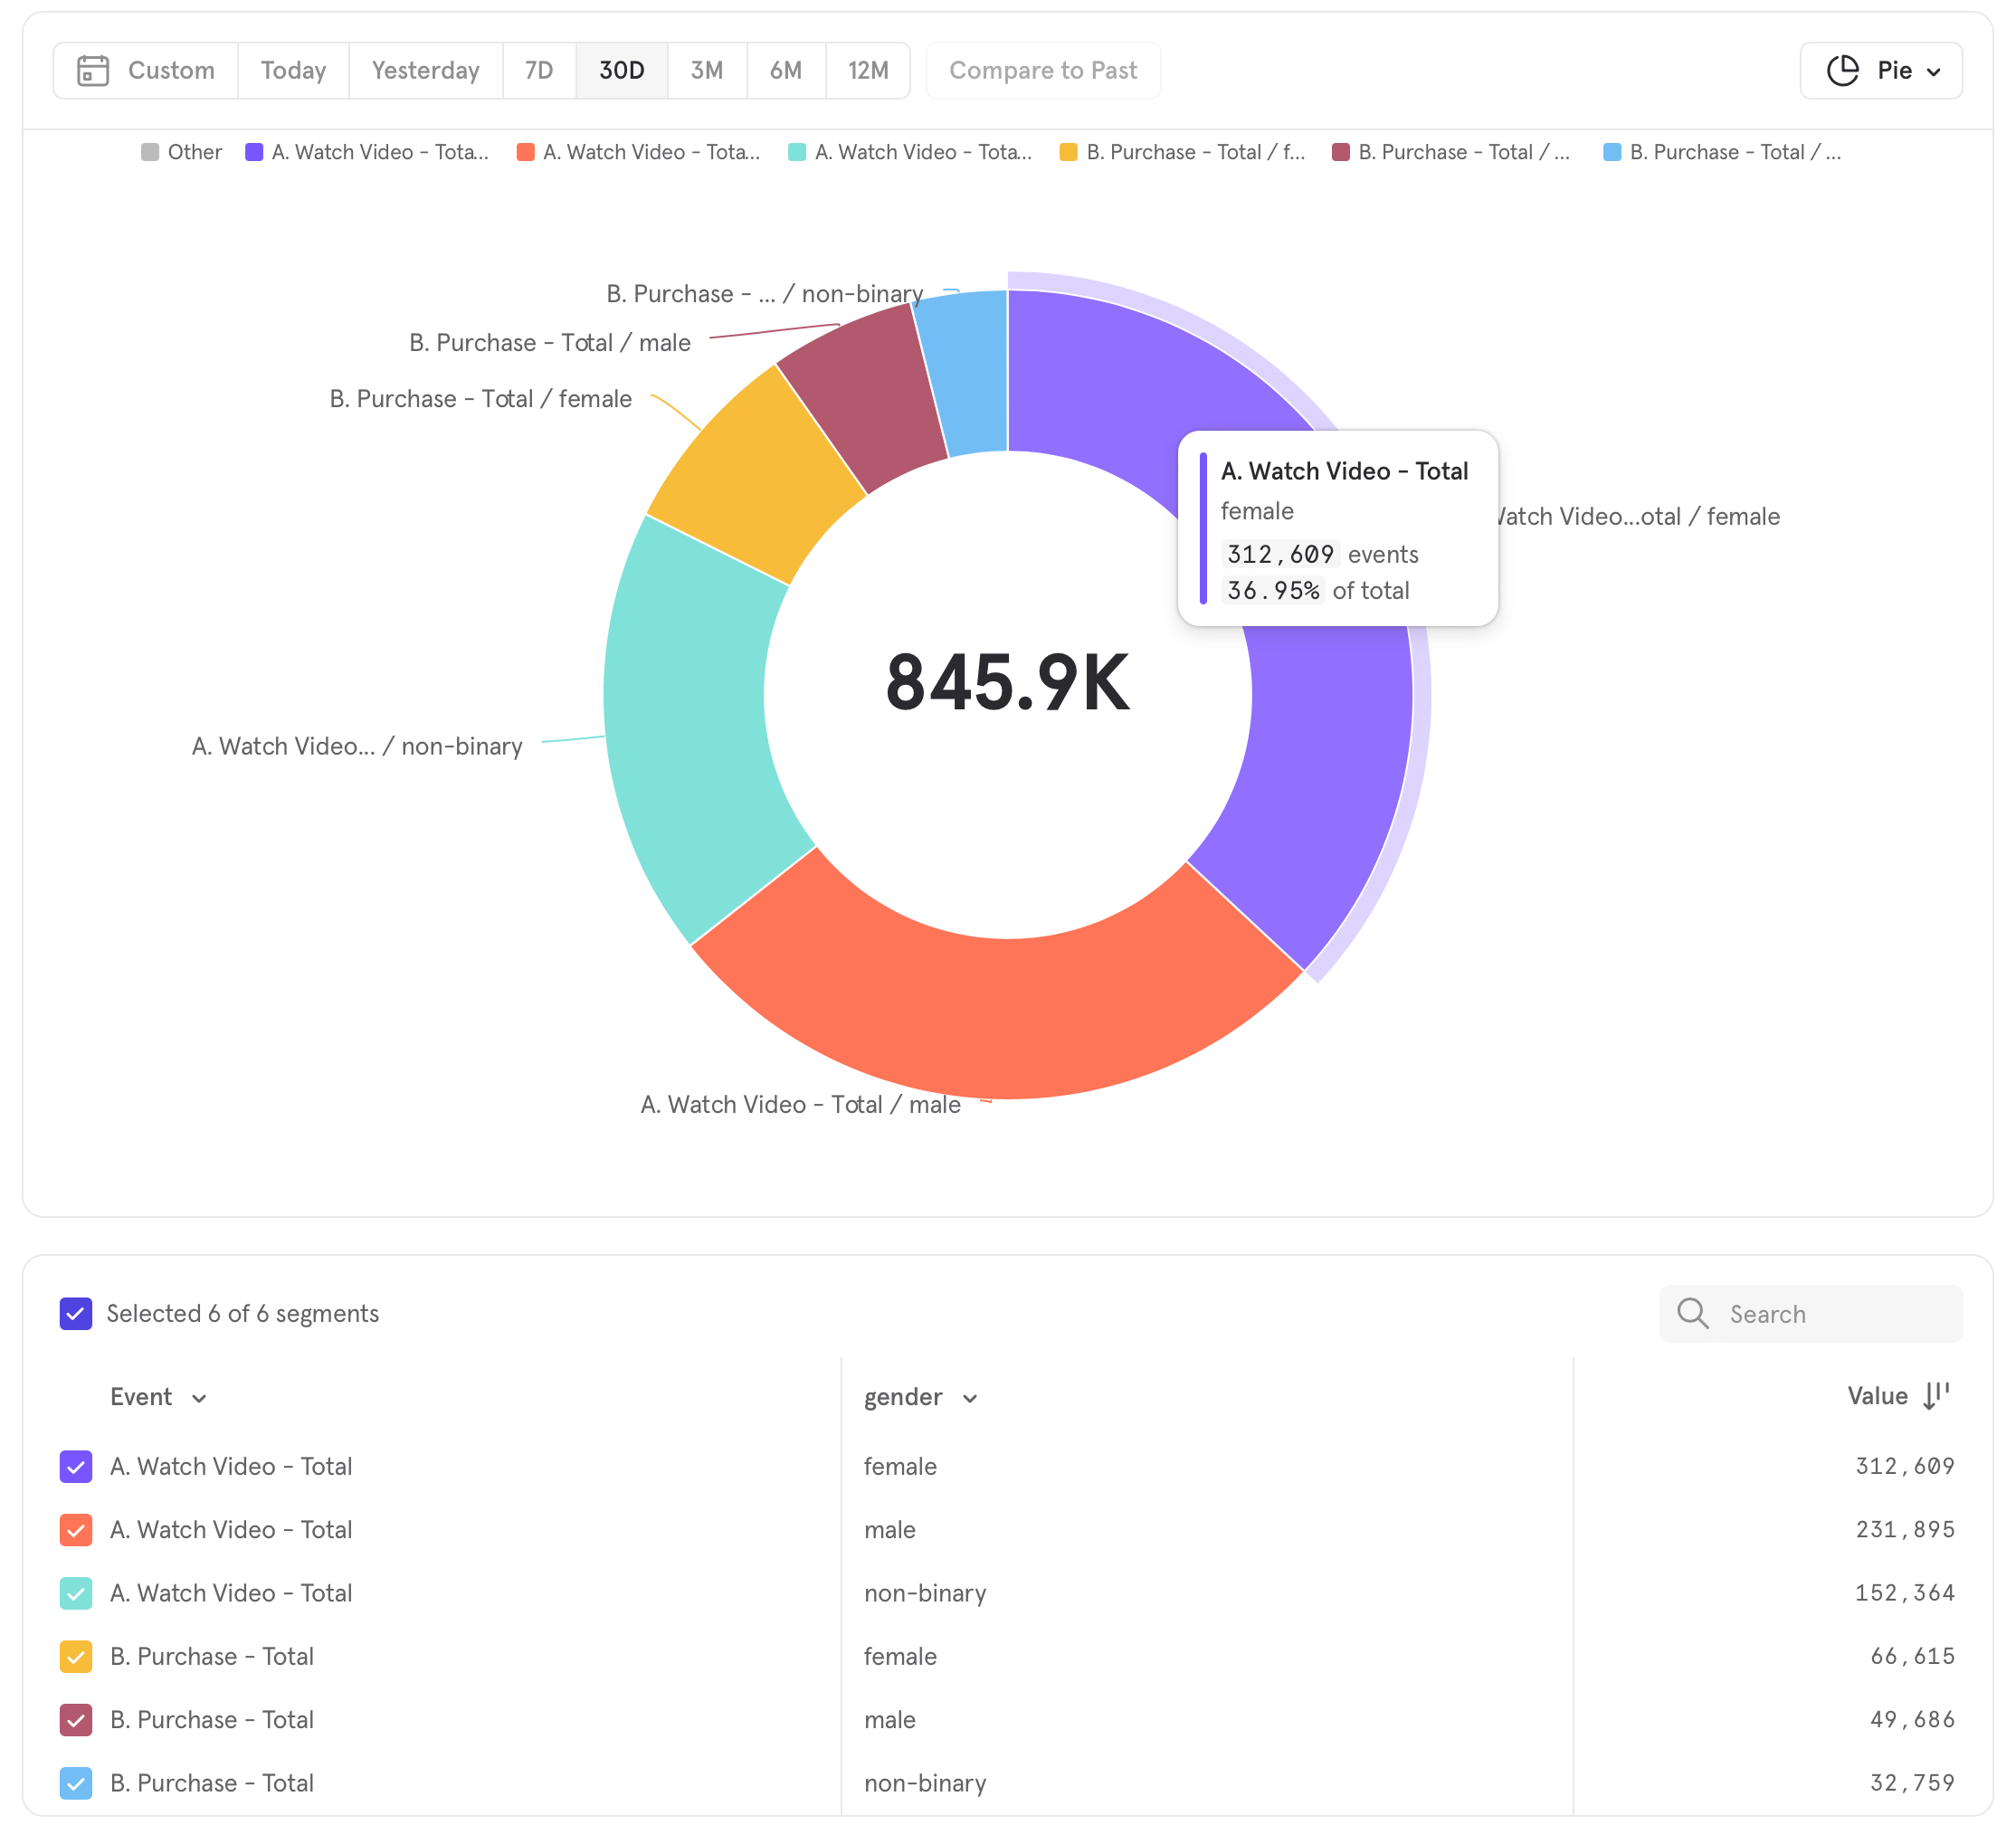 Custom Today Yesterday 7D 30D 3M 6M 12M Compare to Past Pie
Other A. Watch Video - Tota... A. Watch Video - Tota... A. Watch Video - Tota... B. Purchase - Total / f... B. Purchase - Total / ... B. Purchase - Total / ...
B. Purchase - ... / non-binary
B. Purchase - Total / male
B. Purchase - Total / female
A. Watch Video - Total
female
312,609 events
36.95% of total
Video...otal / female
845.9K
A. Watch Video... / non-binary
A. Watch Video - Total / male
Selected 6 of 6 segments Search
Event gender Value
A. Watch Video - Total female 312,609
A. Watch Video - Total male 231,895
A. Watch Video - Total non-binary 152,364
B. Purchase - Total female 66,615
B. Purchase - Total male 49,686
B. Purchase - Total non-binary 32,759